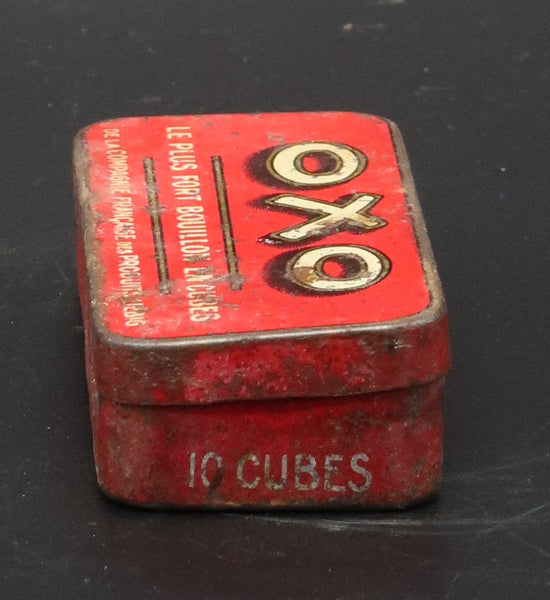 OXO
LE PLUS FORT BOUILLON EN CUBES
DE LA COMPAGNIE FRANÇAISE DES PRODUITS LIEBIG
10 CUBES